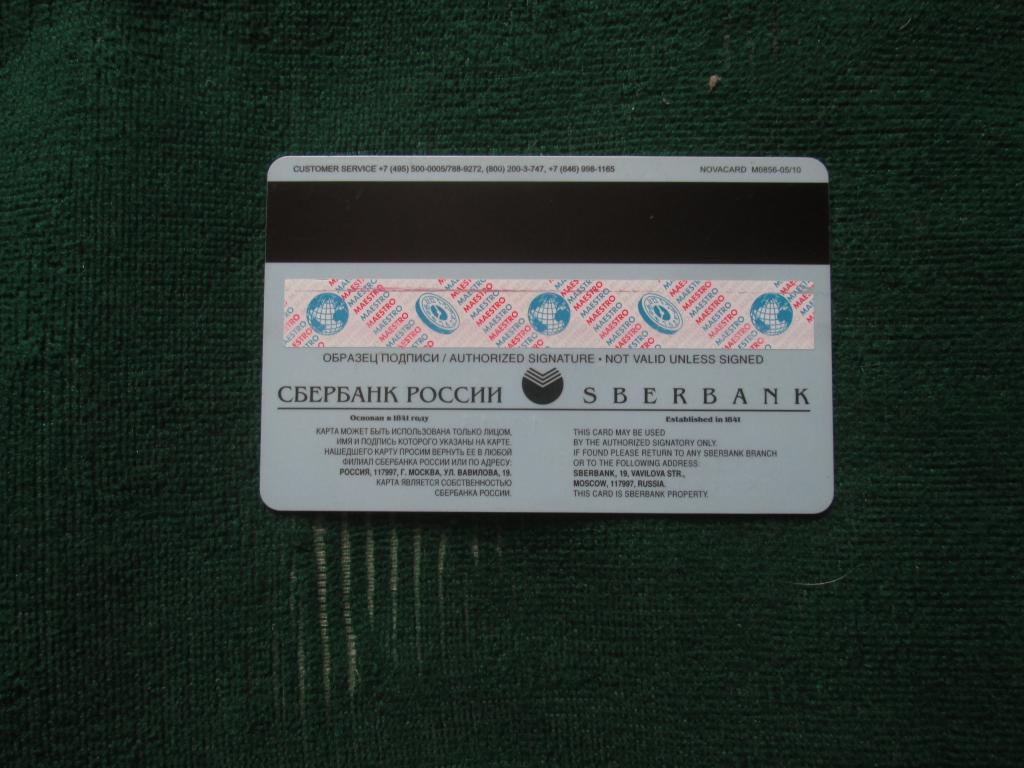 CUSTOMER SERVICE +7 (495) 500-0005/788-9272, (800) 200-3-747, +7 (846) 998-1165
NOVACARD M0856-05/10
MAESTRO MAESTRO MAESTRO MAESTRO
ОБРАЗЕЦ ПОДПИСИ / AUTHORIZED SIGNATURE • NOT VALID UNLESS SIGNED
СБЕРБАНК РОССИИ
Основан в 1841 году
КАРТА МОЖЕТ БЫТЬ ИСПОЛЬЗОВАНА ТОЛЬКО ЛИЦОМ,
ИМЯ И ПОДПИСЬ КОТОРОГО УКАЗАНЫ НА КАРТЕ.
НАШЕДШЕГО КАРТУ ПРОСИМ ВЕРНУТЬ ЕЕ В ЛЮБОЙ
ФИЛИАЛ СБЕРБАНКА РОССИИ ИЛИ ПО АДРЕСУ:
РОССИЯ, 117997, Г. МОСКВА, УЛ. ВАВИЛОВА, 19.
КАРТА ЯВЛЯЕТСЯ СОБСТВЕННОСТЬЮ
СБЕРБАНКА РОССИИ.
SBERBANK
Established in 1841
THIS CARD MAY BE USED
BY THE AUTHORIZED SIGNATORY ONLY.
IF FOUND PLEASE RETURN TO ANY SBERBANK BRANCH
OR TO THE FOLLOWING ADDRESS:
SBERBANK, 19, VAVILOVA STR.,
MOSCOW, 117997, RUSSIA.
THIS CARD IS SBERBANK PROPERTY.